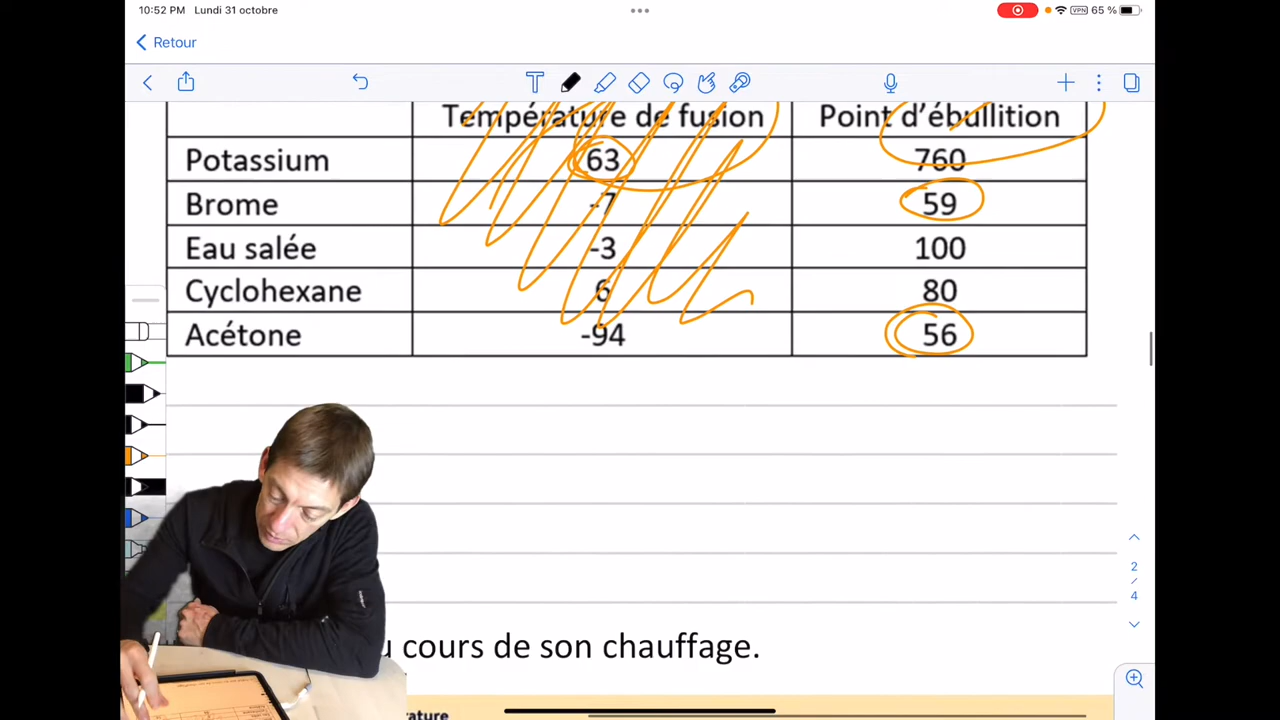 10:52 PM Lundi 31 octobre
VPN 65 %
Retour
Température de fusion Point d'ébullition
Potassium 63 760
Brome -7 59
Eau salée -3 100
Cyclohexane 6 80
Acétone -94 56
2
/
4
cours de son chauffage.
rature